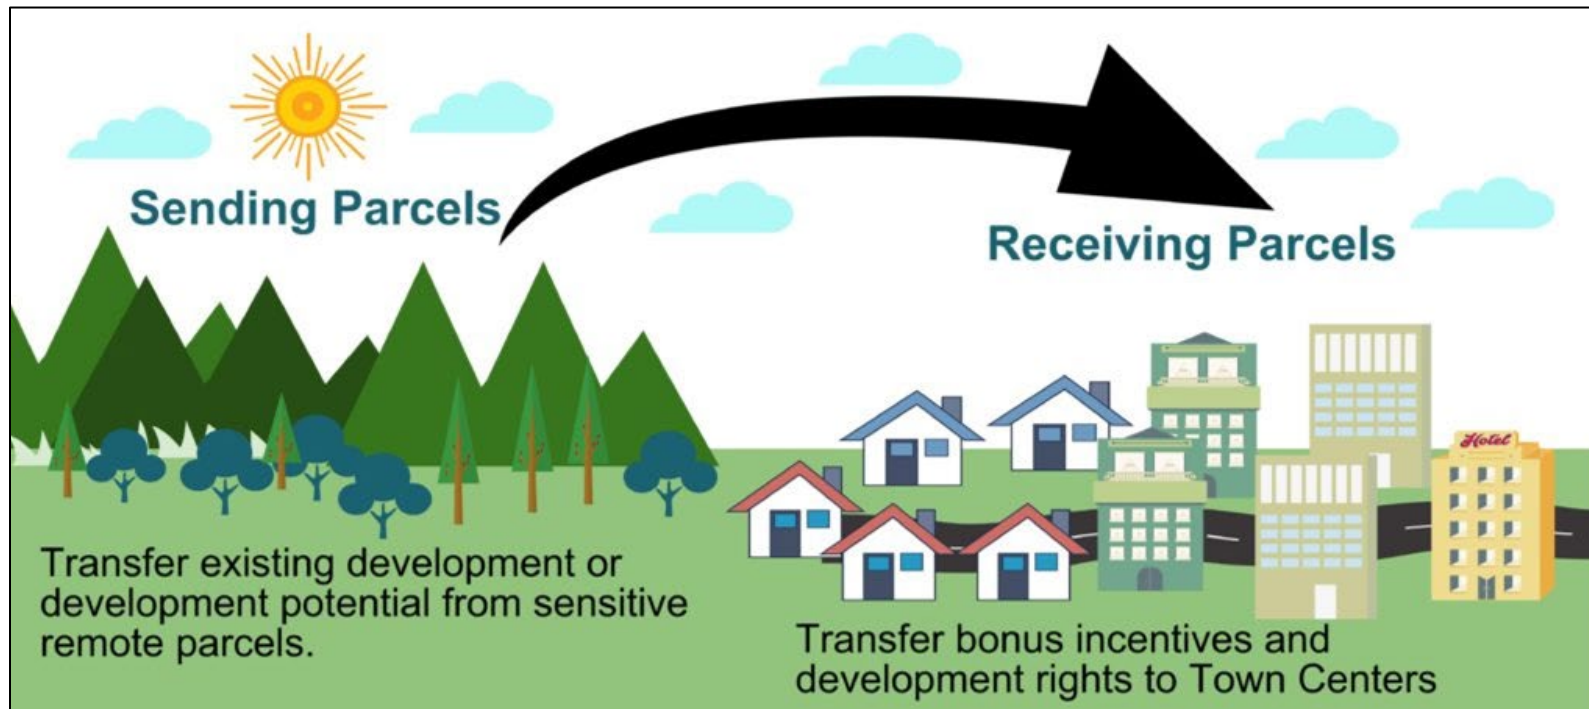 Sending Parcels
Receiving Parcels
Hotel
Transfer existing development or
development potential from sensitive
remote parcels.
Transfer bonus incentives and
development rights to Town Centers